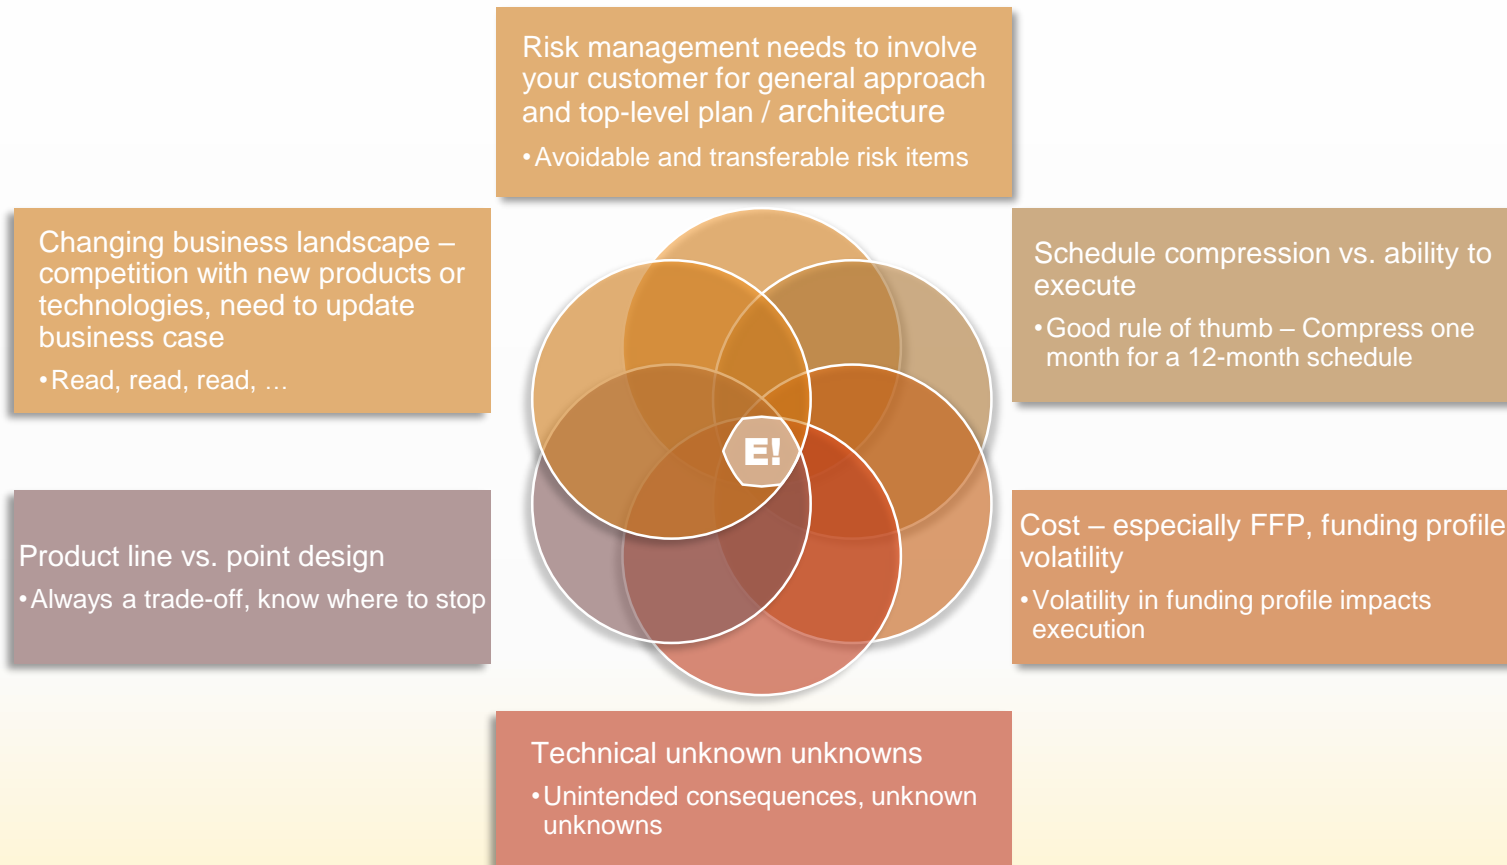 Risk management needs to involve
your customer for general approach
and top-level plan / architecture
•Avoidable and transferable risk items
Changing business landscape –
competition with new products or
technologies, need to update
business case
•Read, read, read, …
Schedule compression vs. ability to
execute
•Good rule of thumb – Compress one
month for a 12-month schedule
E!
Product line vs. point design
•Always a trade-off, know where to stop
Cost – especially FFP, funding profile
volatility
•Volatility in funding profile impacts
execution
Technical unknown unknowns
•Unintended consequences, unknown
unknowns